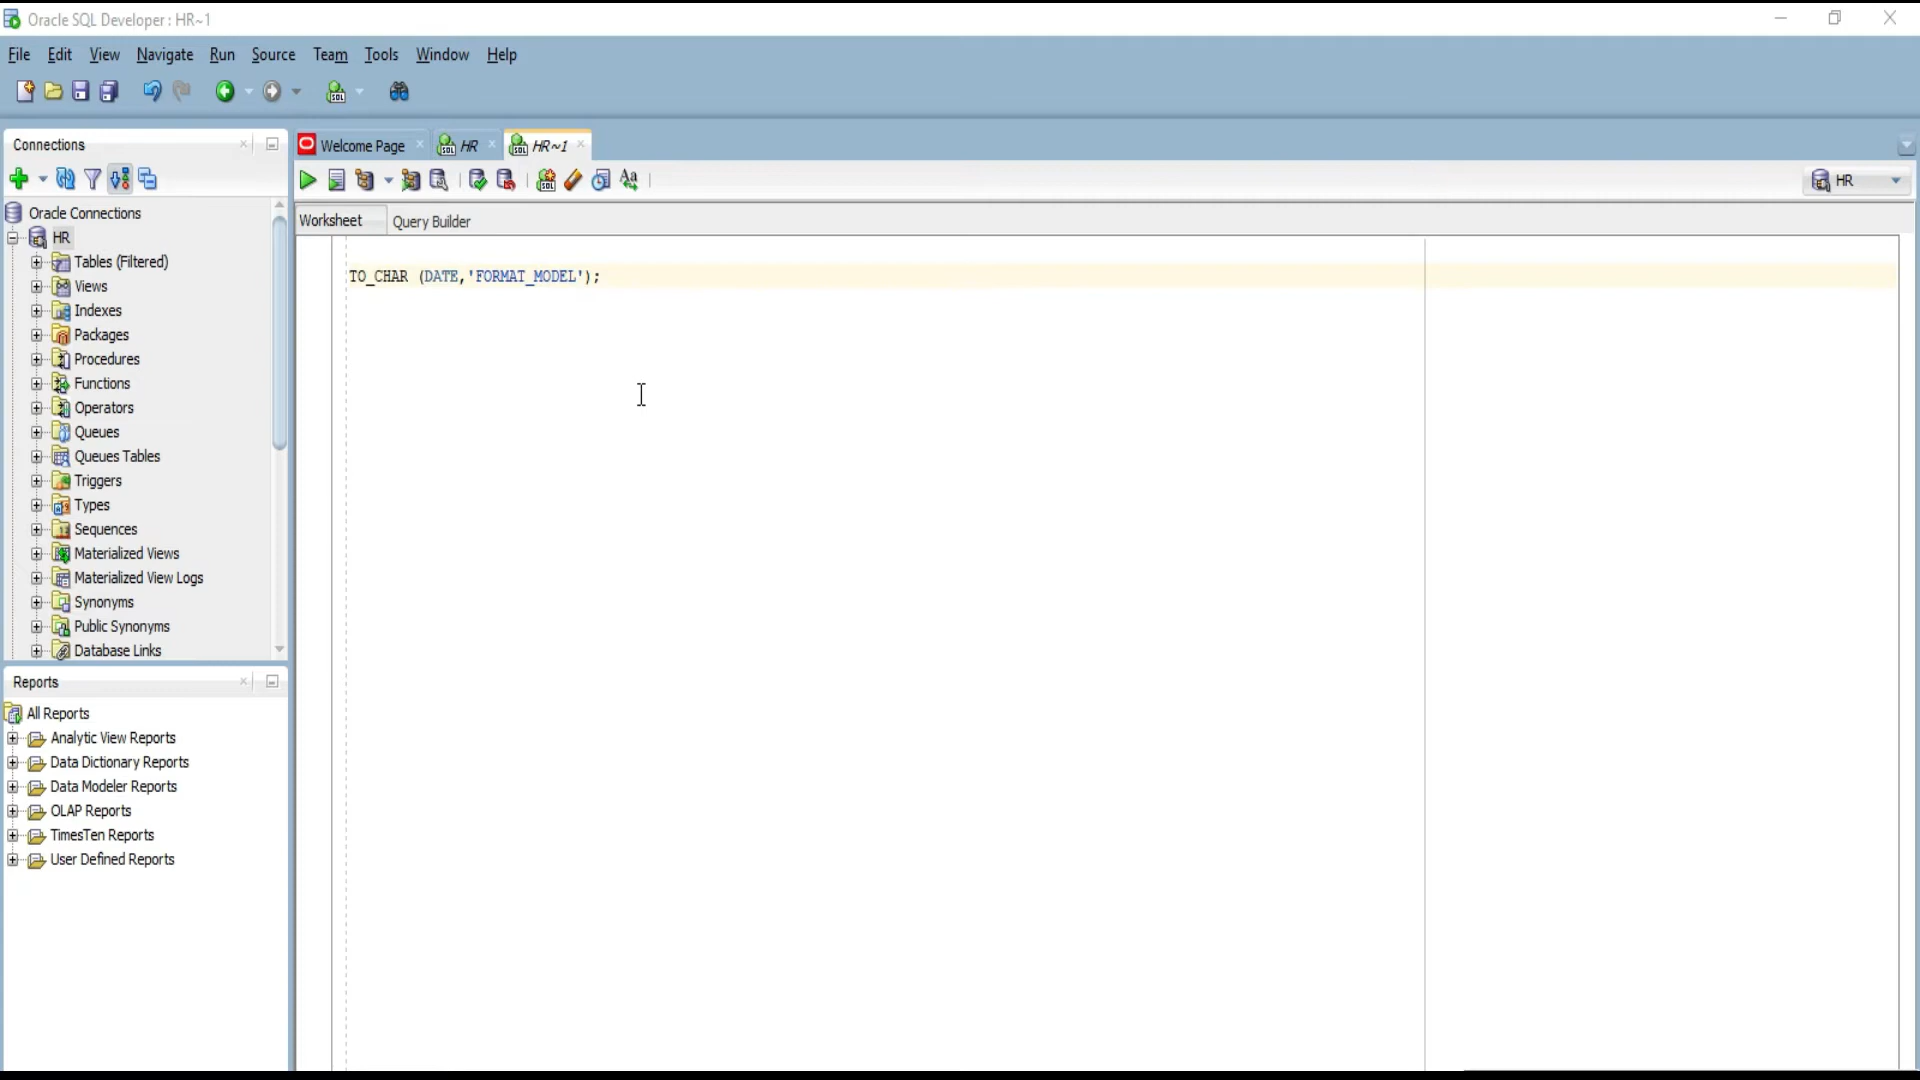 Oracle SQL Developer : HR~1
File Edit View Navigate Run Source Team Tools Window Help
Connections
Welcome Page HR HR~1
HR
Worksheet Query Builder
Oracle Connections
HR
Tables (Filtered)
Views
Indexes
Packages
Procedures
Functions
Operators
Queues
Queues Tables
Triggers
Types
Sequences
Materialized Views
Materialized View Logs
Synonyms
Public Synonyms
Database Links
TO_CHAR (DATE,'FORMAT_MODEL');
Reports
All Reports
Analytic View Reports
Data Dictionary Reports
Data Modeler Reports
OLAP Reports
TimesTen Reports
User Defined Reports